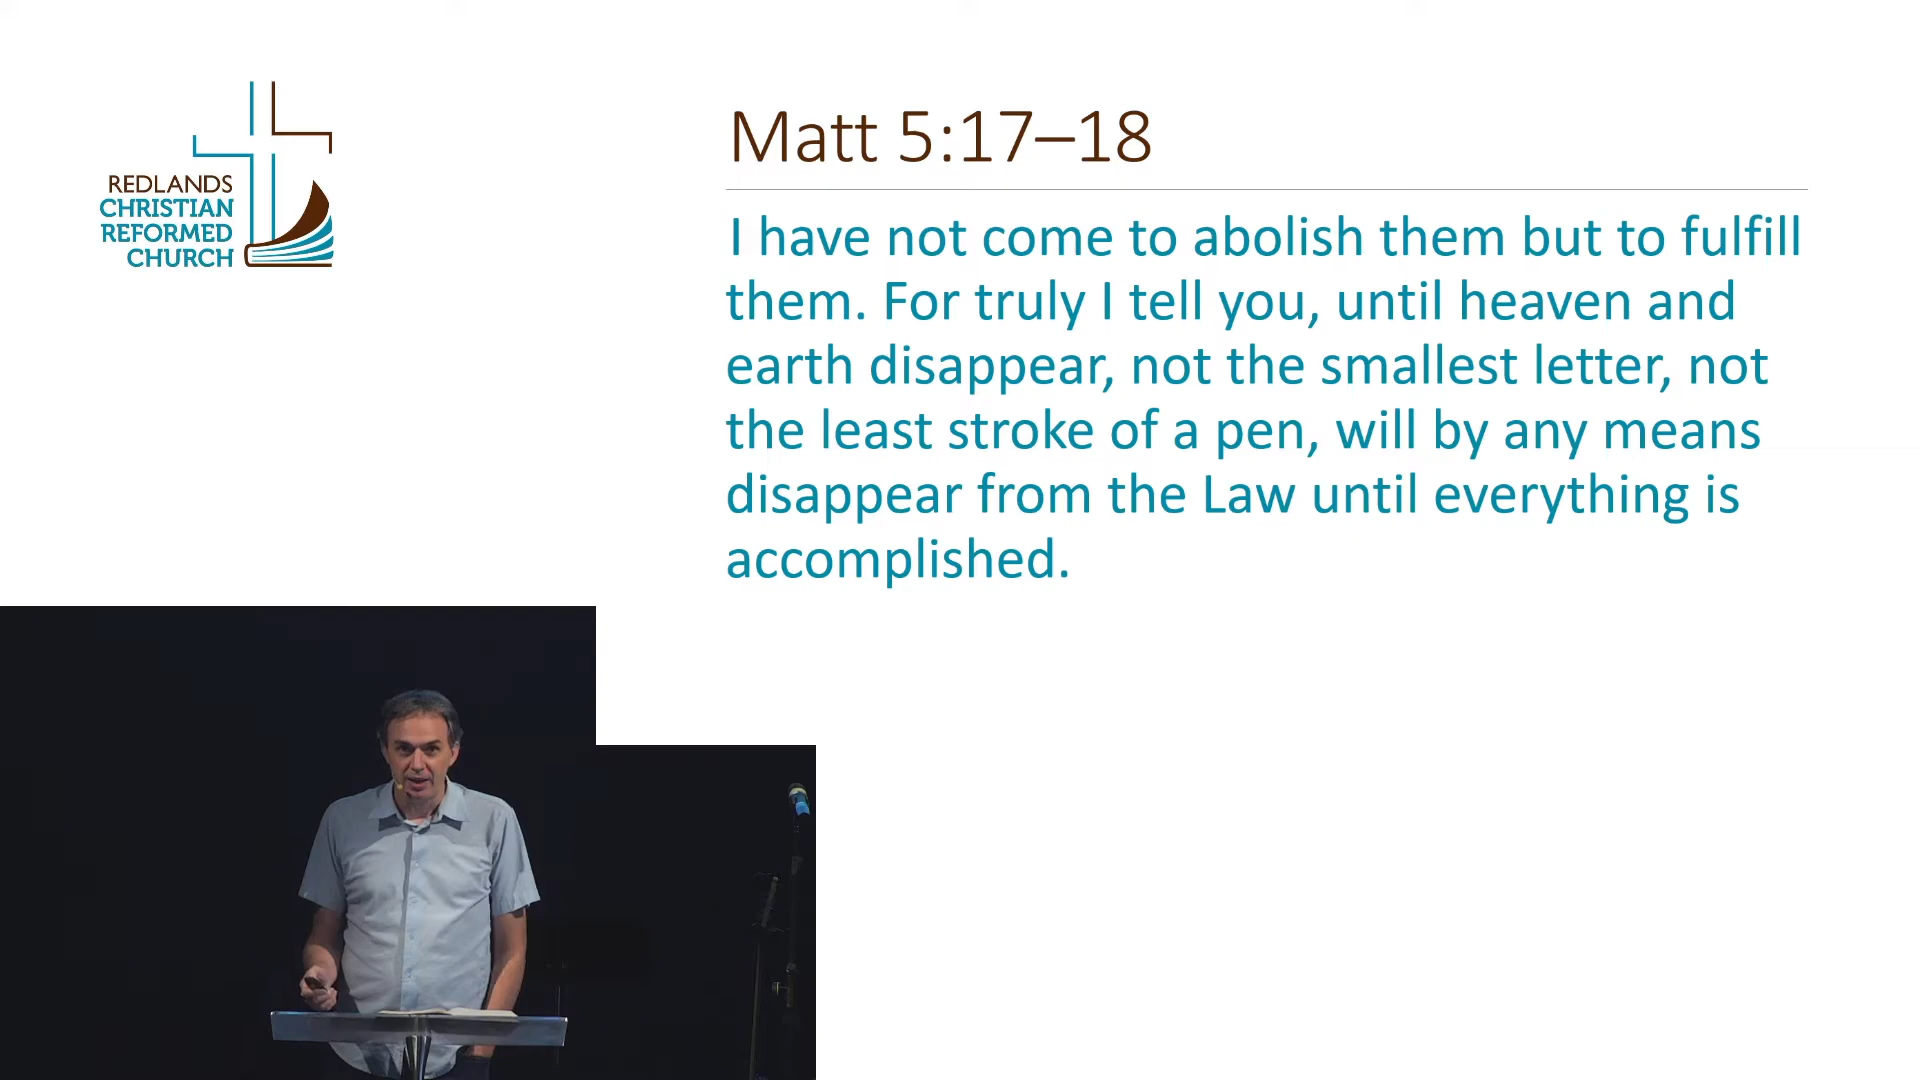 REDLANDS
CHRISTIAN
REFORMED
CHURCH
Matt 5:17–18
I have not come to abolish them but to fulfill
them. For truly I tell you, until heaven and
earth disappear, not the smallest letter, not
the least stroke of a pen, will by any means
disappear from the Law until everything is
accomplished.